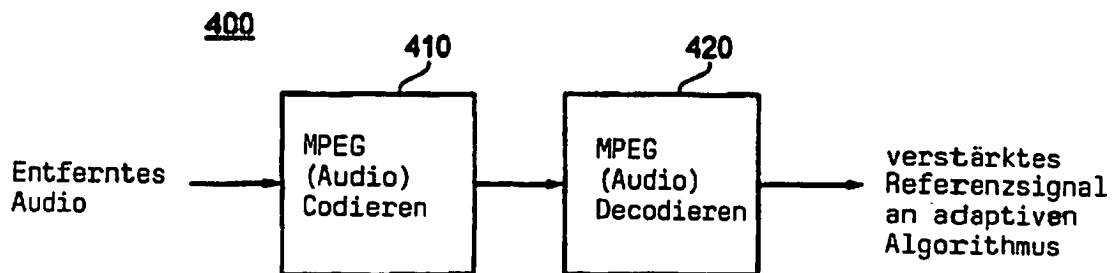 400
410
420
Entferntes
Audio
MPEG
(Audio)
Codieren
MPEG
(Audio)
Decodieren
verstärktes
Referenzsignal
an adaptiven
Algorithmus